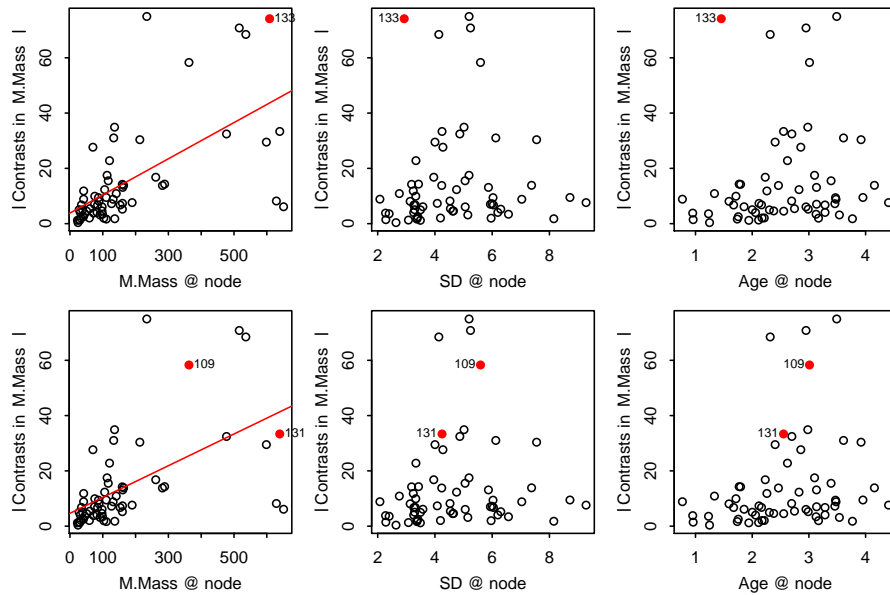 | Contrasts in M.Mass |
0 20 40 60
133
0 100 300 500
M.Mass @ node
| Contrasts in M.Mass |
0 20 40 60
133
2 4 6 8
SD @ node
| Contrasts in M.Mass |
0 20 40 60
133
1 2 3 4
Age @ node
| Contrasts in M.Mass |
0 20 40 60
109
131
0 100 300 500
M.Mass @ node
| Contrasts in M.Mass |
0 20 40 60
109
131
2 4 6 8
SD @ node
| Contrasts in M.Mass |
0 20 40 60
109
131
1 2 3 4
Age @ node